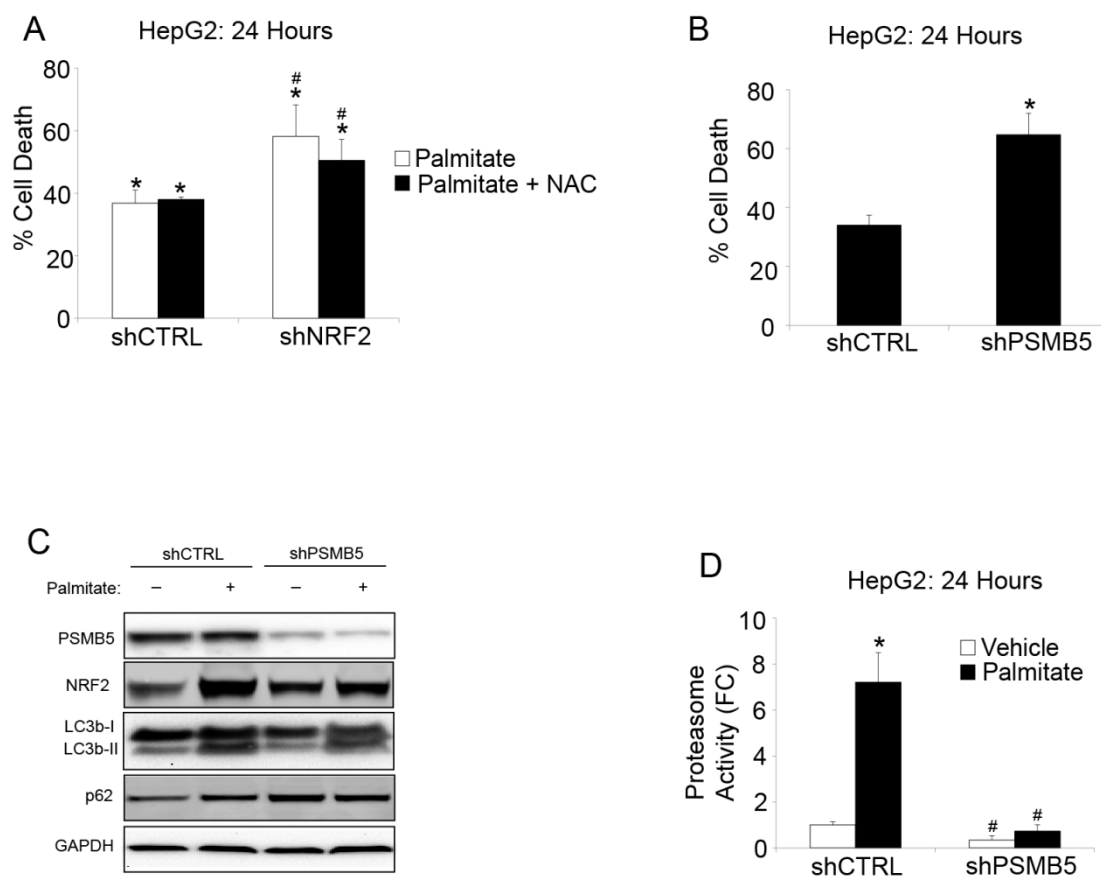 A
HepG2: 24 Hours
80
60
40
20
0
% Cell Death
*
*
#
*
#
*
Palmitate
Palmitate + NAC
shCTRL
shNRF2
B
HepG2: 24 Hours
80
60
40
20
0
% Cell Death
*
shCTRL
shPSMB5
C
shCTRL
shPSMB5
Palmitate: – + – +
PSMB5
NRF2
LC3b-I
LC3b-II
p62
GAPDH
D
HepG2: 24 Hours
10
8
6
4
2
0
Proteasome
Activity (FC)
*
#
#
Vehicle
Palmitate
shCTRL
shPSMB5